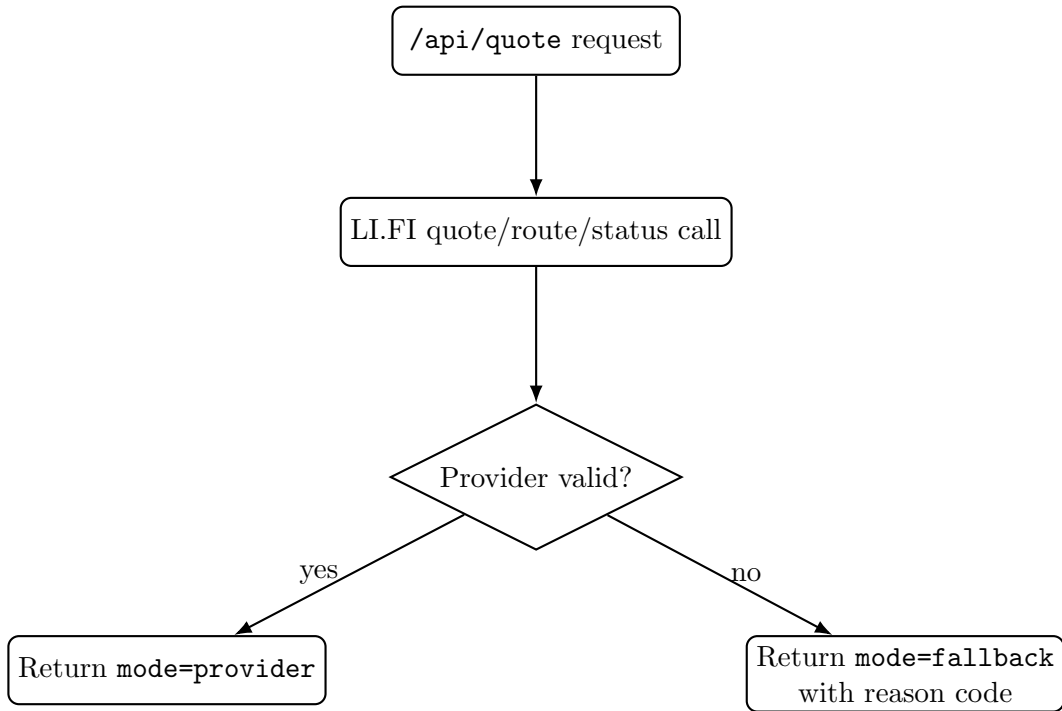 /api/quote request
LI.FI quote/route/status call
Provider valid?
yes
no
Return mode=provider
Return mode=fallback
with reason code